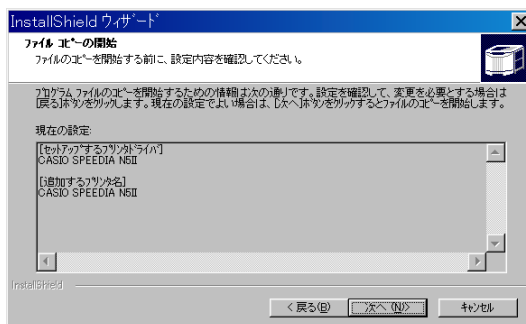 InstallShield ウィザード
ファイル コピーの開始
ファイルのコピーを開始する前に、設定内容を確認してください。
プログラム ファイルのコピーを開始するための情報は次の通りです。設定を確認して、変更を必要とする場合は
[戻る]ボタンをクリックします。現在の設定でよい場合は、[次へ]ボタンをクリックするとファイルのコピーを開始します。
現在の設定:
[セットアップするプリンタドライバ]
CASIO SPEEDIA N5II
[追加するプリンタ名]
CASIO SPEEDIA N5II
InstallShield
< 戻る(B)
次へ (N)>
キャンセル